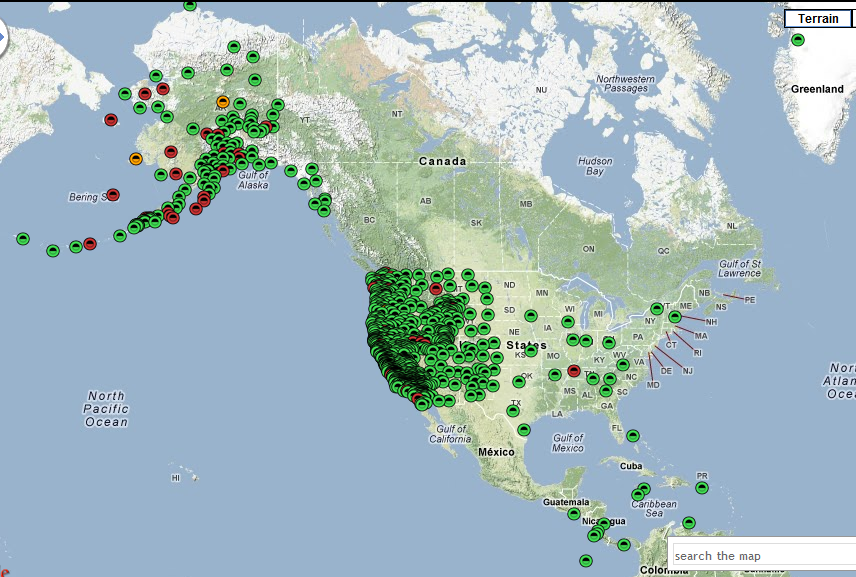 Terrain
Greenland
NU
Northwestern
Passages
NT
YT
Canada
Hudson
Bay
Gulf of
Alaska
Bering S
BC
AB
SK
MB
ON
QC
NL
Gulf of St
Lawrence
NB
PE
NS
ME
VT
NH
NY
MA
CT
RI
ND
MN
WI
MI
SD
IA
NE
PA
NJ
DE
MD
States
KS
MO
KY
WV
VA
OK
TN
NC
SC
MS
AL
GA
TX
LA
FL
North
Pacific
Ocean
Nor
Atlan
Ocea
Gulf of
California
Gulf of
Mexico
México
HI
Cuba
PR
Guatemala
Caribbean
Sea
Nicaragua
search the map
Colombia